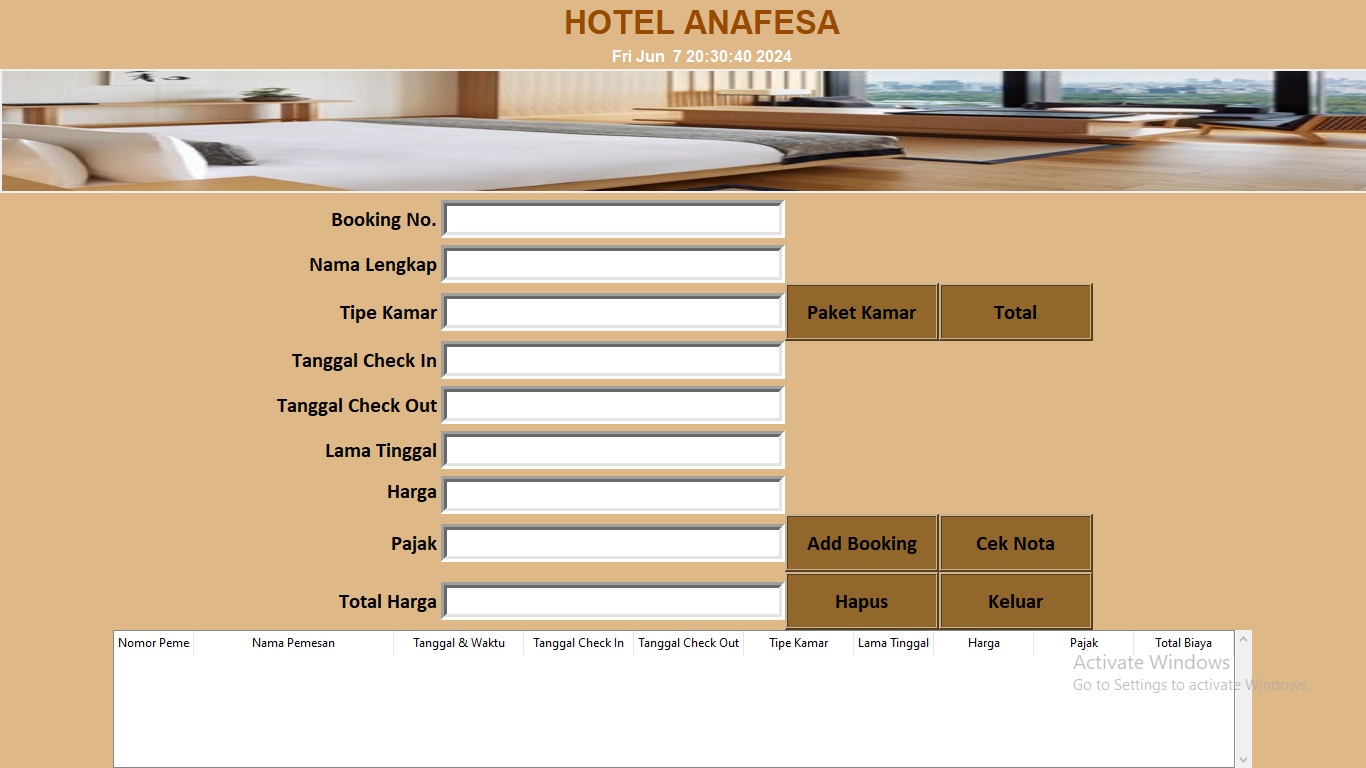 HOTEL ANAFESA
Fri Jun  7 20:30:40 2024
Booking No.
Nama Lengkap
Tipe Kamar Paket Kamar Total
Tanggal Check In
Tanggal Check Out
Lama Tinggal
Harga
Pajak Add Booking Cek Nota
Total Harga Hapus Keluar
Nomor Peme Nama Pemesan Tanggal & Waktu Tanggal Check In Tanggal Check Out Tipe Kamar Lama Tinggal Harga Pajak Total Biaya
Activate Windows
Go to Settings to activate Windows.